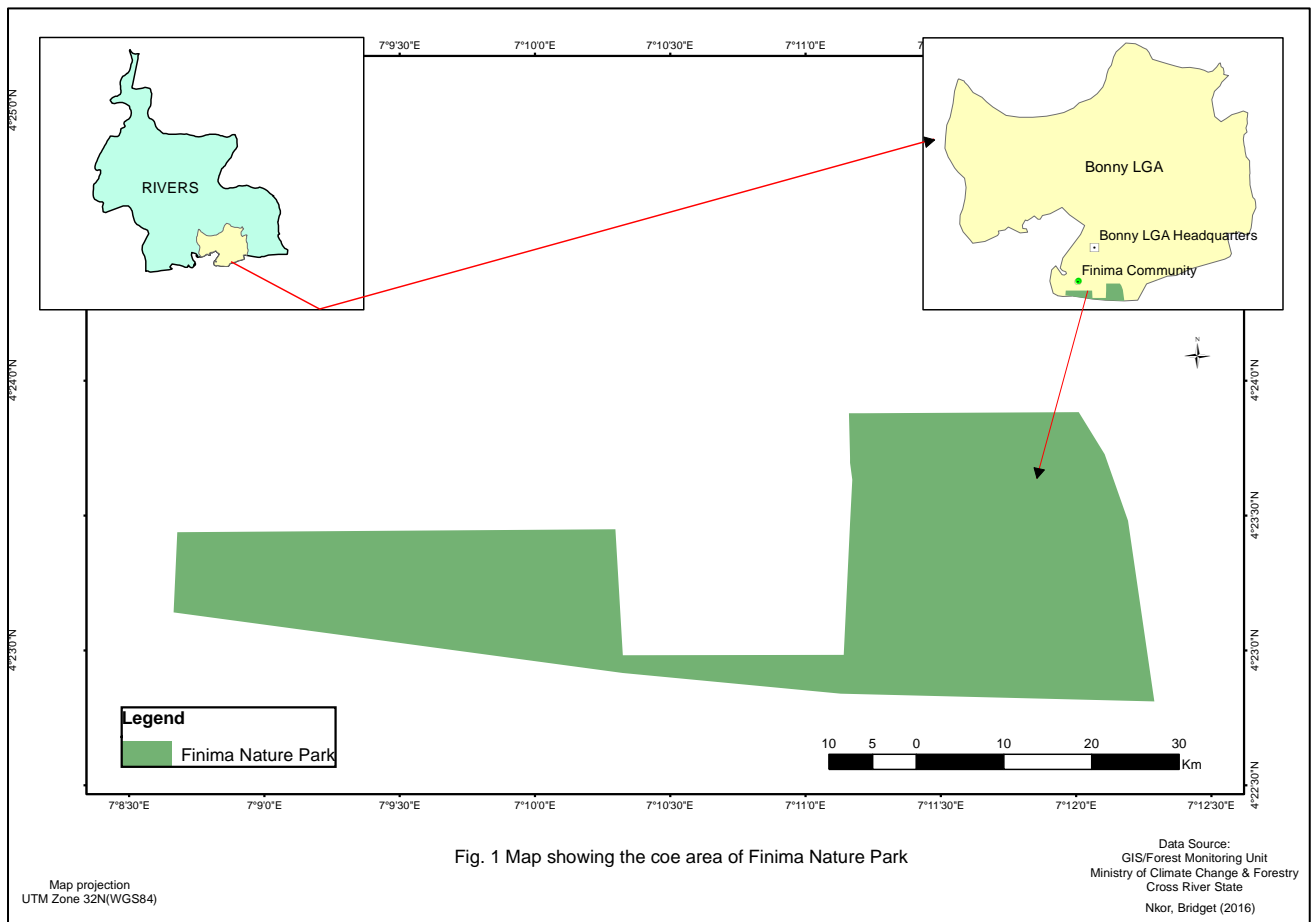 7°9'30"E
7°10'0"E
7°10'30"E
7°11'0"E
4°25'0"N
RIVERS
Bonny LGA
Bonny LGA Headquarters
Finima Community
N
4°24'0"N
4°24'0"N
4°23'30"N
4°23'30"N
4°23'0"N
4°23'0"N
4°22'30"N
Legend
Finima Nature Park
10 5 0 10 20 30
Km
7°8'30"E
7°9'0"E
7°9'30"E
7°10'0"E
7°10'30"E
7°11'0"E
7°11'30"E
7°12'0"E
7°12'30"E
Fig. 1 Map showing the coe area of Finima Nature Park
Map projection
UTM Zone 32N(WGS84)
Data Source:
GIS/Forest Monitoring Unit
Ministry of Climate Change & Forestry
Cross River State
Nkor, Bridget (2016)